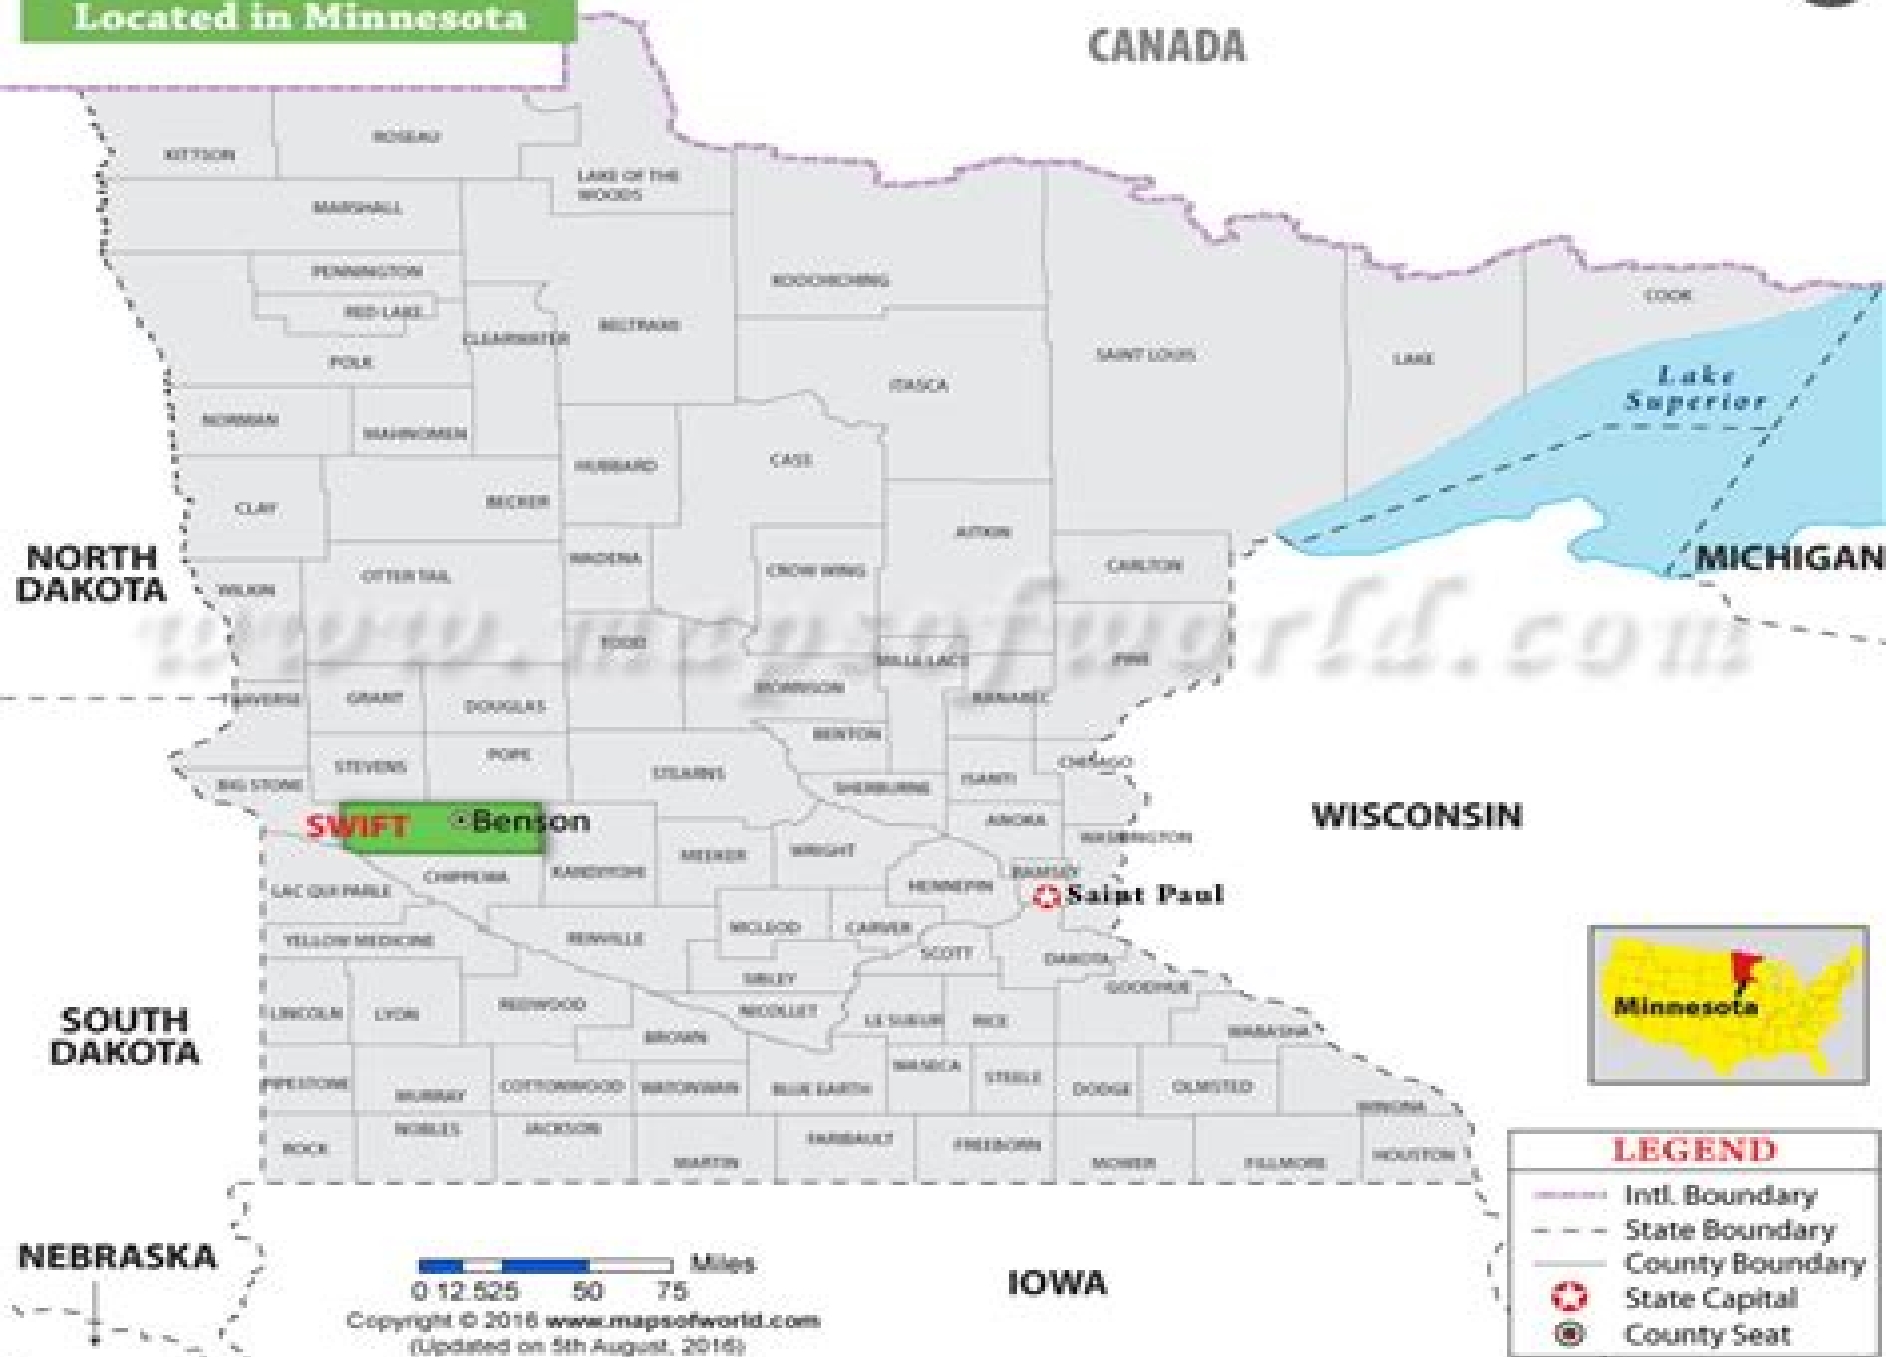 Located in Minnesota
CANADA
KITTSON
ROSEAU
LAKE OF THE
WOODS
MARSHALL
PENNINGTON
RED LAKE
KOOCHICHING
COOK
CLEARWATER
BELTRAMI
POLK
SAINT LOUIS
LAKE
ITASCA
Lake
Superior
NORMAN
MAHNOMEN
HUBBARD
CASS
CLAY
BECKER
AITKIN
NORTH
DAKOTA
WADENA
CROW WING
CARLTON
MICHIGAN
WILKIN
OTTER TAIL
www.mapsofworld.com
TODD
MILLE LACS
PINE
TRAVERSE
GRANT
DOUGLAS
MORRISON
KANABEC
BENTON
STEVENS
POPE
STEARNS
CHISAGO
BIG STONE
SHERBURNE
ISANTI
SWIFT
Benson
ANOKA
WASHINGTON
WISCONSIN
MEEKER
WRIGHT
LAC QUI PARLE
CHIPPEWA
KANDIYOHI
HENNEPIN
RAMSEY
Saint Paul
YELLOW MEDICINE
RENVILLE
MCLEOD
CARVER
SCOTT
DAKOTA
SIBLEY
GOODHUE
LINCOLN
LYON
REDWOOD
NICOLLET
LE SUEUR
RICE
WABASHA
SOUTH
DAKOTA
BROWN
Minnesota
PIPESTONE
MURRAY
COTTONWOOD
WATONWAN
BLUE EARTH
WASECA
STEELE
DODGE
OLMSTED
WINONA
ROCK
NOBLES
JACKSON
MARTIN
FARIBAULT
FREEBORN
MOWER
FILLMORE
HOUSTON
LEGEND
Intl. Boundary
State Boundary
County Boundary
State Capital
County Seat
NEBRASKA
IOWA
Miles
0 12.525 50 75
Copyright © 2016 www.mapsofworld.com
(Updated on 5th August, 2016)